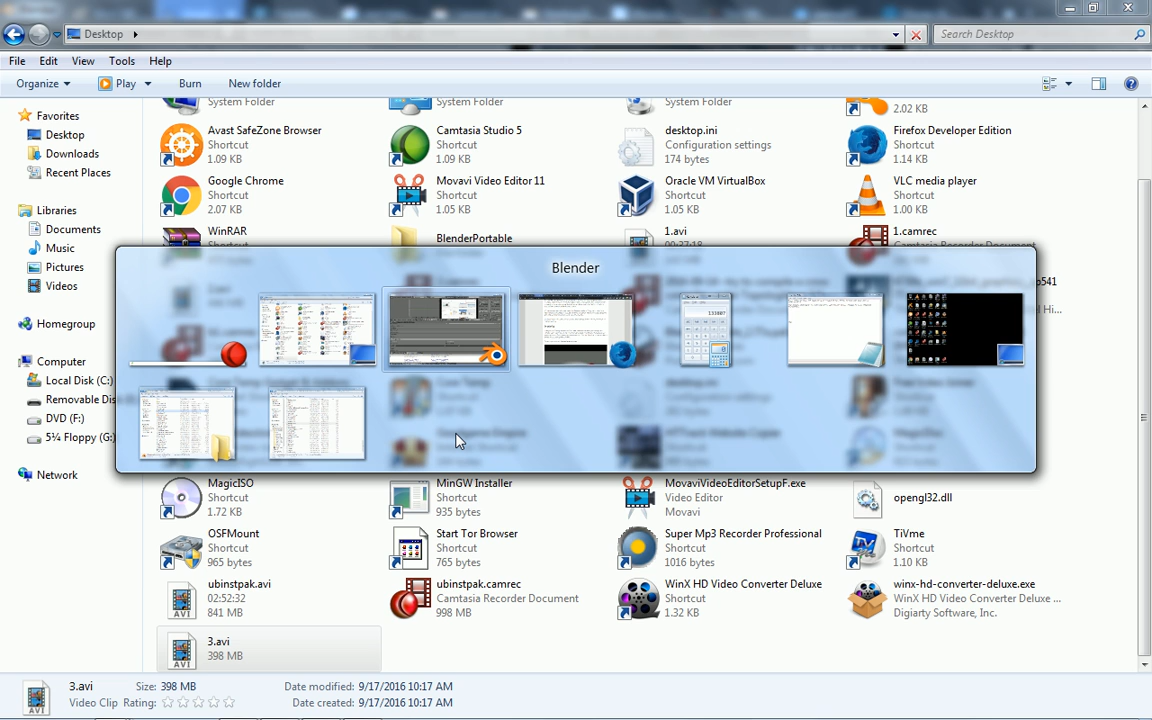 Desktop
Search Desktop
File Edit View Tools Help
Organize Play Burn New folder
System Folder
System Folder
System Folder
2.02 KB
Favorites
Desktop
Downloads
Recent Places
Libraries
Documents
Music
Pictures
Videos
Homegroup
Computer
Local Disk (C:)
Removable Dis
DVD (F:)
5¼ Floppy (G:)
Network
Avast SafeZone Browser
Shortcut
1.09 KB
Camtasia Studio 5
Shortcut
1.09 KB
desktop.ini
Configuration settings
174 bytes
Firefox Developer Edition
Shortcut
1.14 KB
Google Chrome
Shortcut
2.07 KB
Movavi Video Editor 11
Shortcut
1.05 KB
Oracle VM VirtualBox
Shortcut
1.05 KB
VLC media player
Shortcut
1.00 KB
WinRAR
Shortcut
BlenderPortable
1.avi
00:27:18
1.camrec
Camtasia Recorder Document
Blender
MagicISO
Shortcut
1.72 KB
MinGW Installer
Shortcut
935 bytes
MovaviVideoEditorSetupF.exe
Video Editor
Movavi
opengl32.dll
OSFMount
Shortcut
965 bytes
Start Tor Browser
Shortcut
765 bytes
Super Mp3 Recorder Professional
Shortcut
1016 bytes
TiVme
Shortcut
1.10 KB
ubinstpak.avi
02:52:32
841 MB
ubinstpak.camrec
Camtasia Recorder Document
998 MB
WinX HD Video Converter Deluxe
Shortcut
1.32 KB
winx-hd-converter-deluxe.exe
WinX HD Video Converter Deluxe ...
Digiarty Software, Inc.
3.avi
398 MB
3.avi Size: 398 MB Date modified: 9/17/2016 10:17 AM
Video Clip Rating: Date created: 9/17/2016 10:17 AM